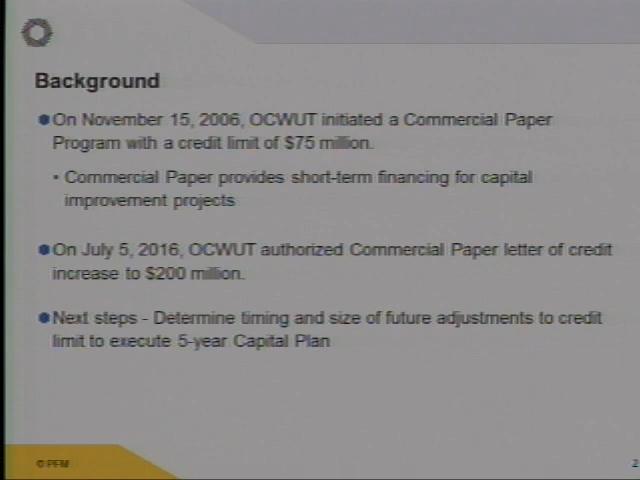 Background
On November 15, 2006, OCWUT initiated a Commercial Paper
Program with a credit limit of $75 million.
• Commercial Paper provides short-term financing for capital
improvement projects
On July 5, 2016, OCWUT authorized Commercial Paper letter of credit
increase to $200 million.
Next steps - Determine timing and size of future adjustments to credit
limit to execute 5-year Capital Plan
© PFM
2